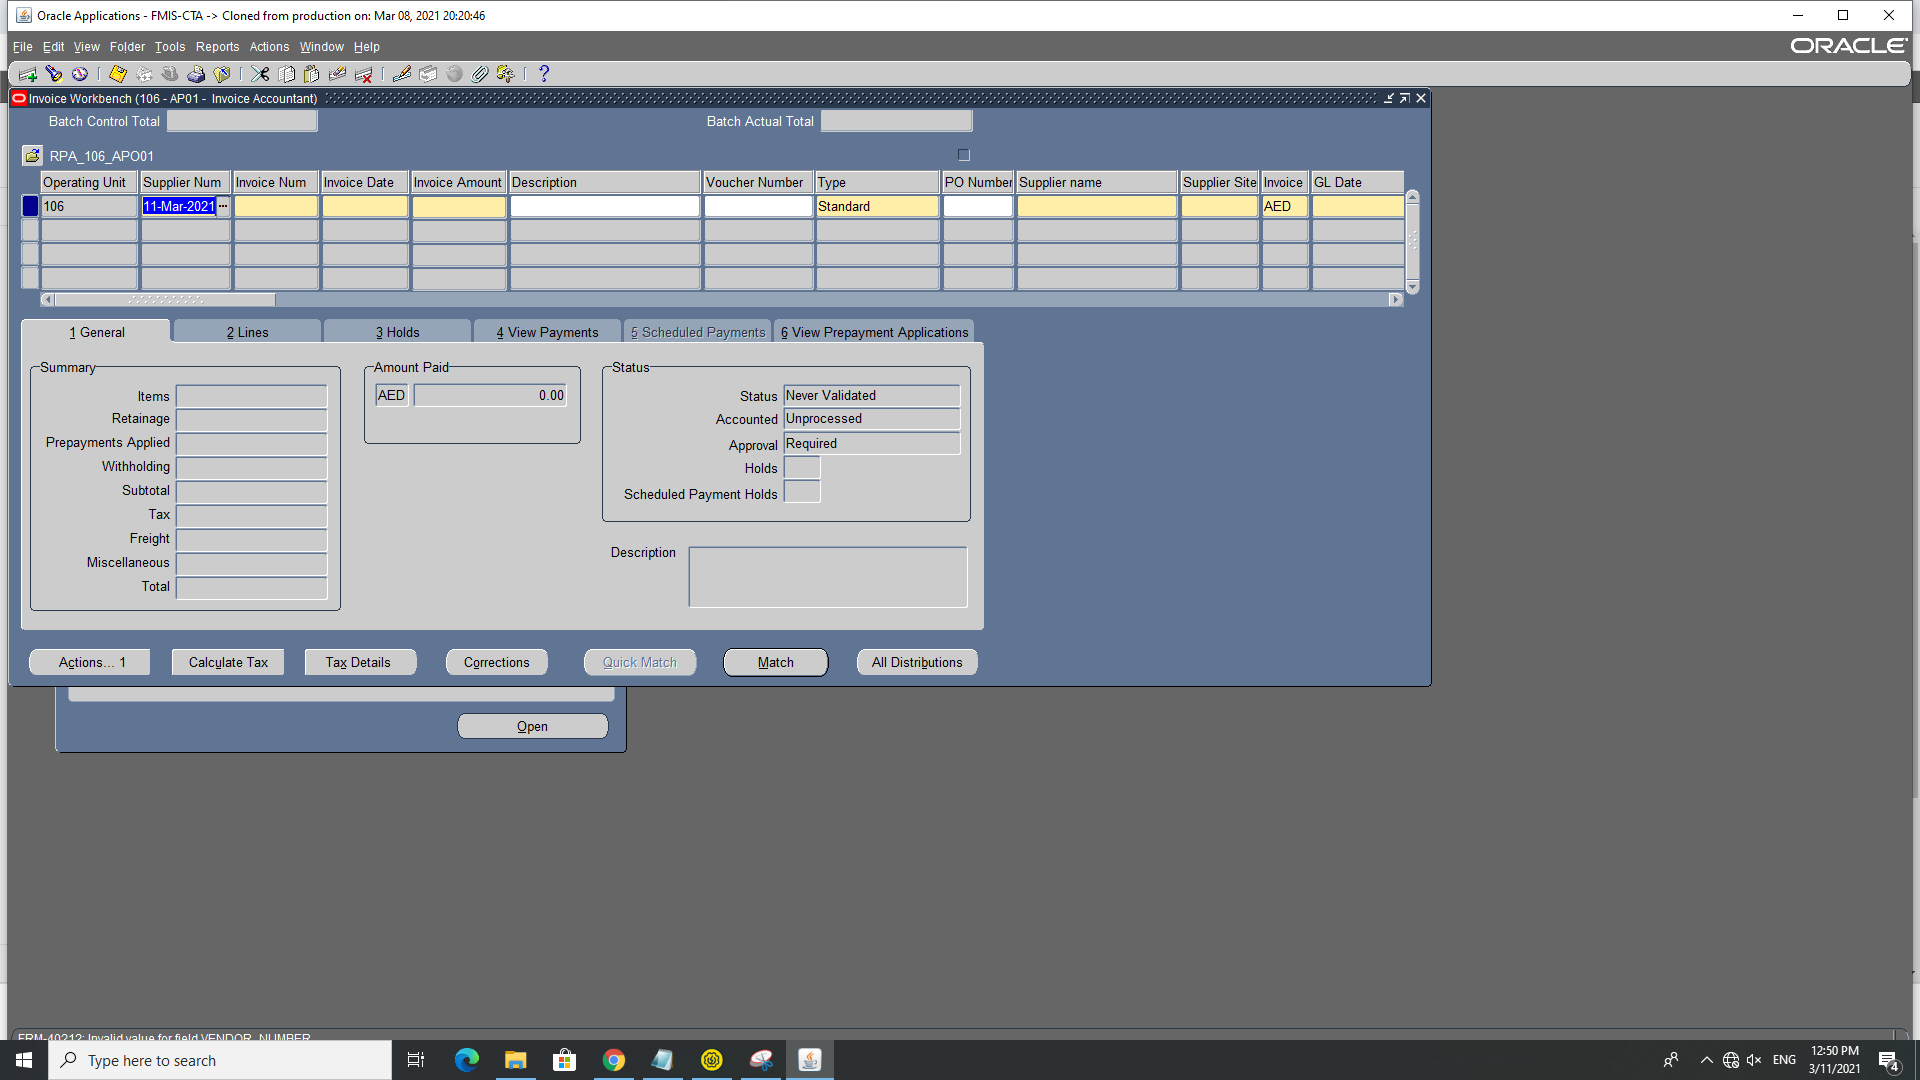 Oracle Applications - FMIS-CTA -> Cloned from production on: Mar 08, 2021 20:20:46
File Edit View Folder Tools Reports Actions Window Help
ORACLE
Invoice Workbench (106 - AP01 - Invoice Accountant)
Batch Control Total
Batch Actual Total
RPA_106_APO01
Operating Unit Supplier Num Invoice Num Invoice Date Invoice Amount Description Voucher Number Type PO Number Supplier name Supplier Site Invoice GL Date
106 11-Mar-2021 ... Standard AED
1 General 2 Lines 3 Holds 4 View Payments 5 Scheduled Payments 6 View Prepayment Applications
Summary
Items
Retainage
Prepayments Applied
Withholding
Subtotal
Tax
Freight
Miscellaneous
Total
Amount Paid
AED 0.00
Status
Status Never Validated
Accounted Unprocessed
Approval Required
Holds
Scheduled Payment Holds
Description
Actions... 1 Calculate Tax Tax Details Corrections Quick Match Match All Distributions
Open
FRM-40212: Invalid value for field VENDOR_NUMBER
Type here to search
ENG
12:50 PM
3/11/2021
4